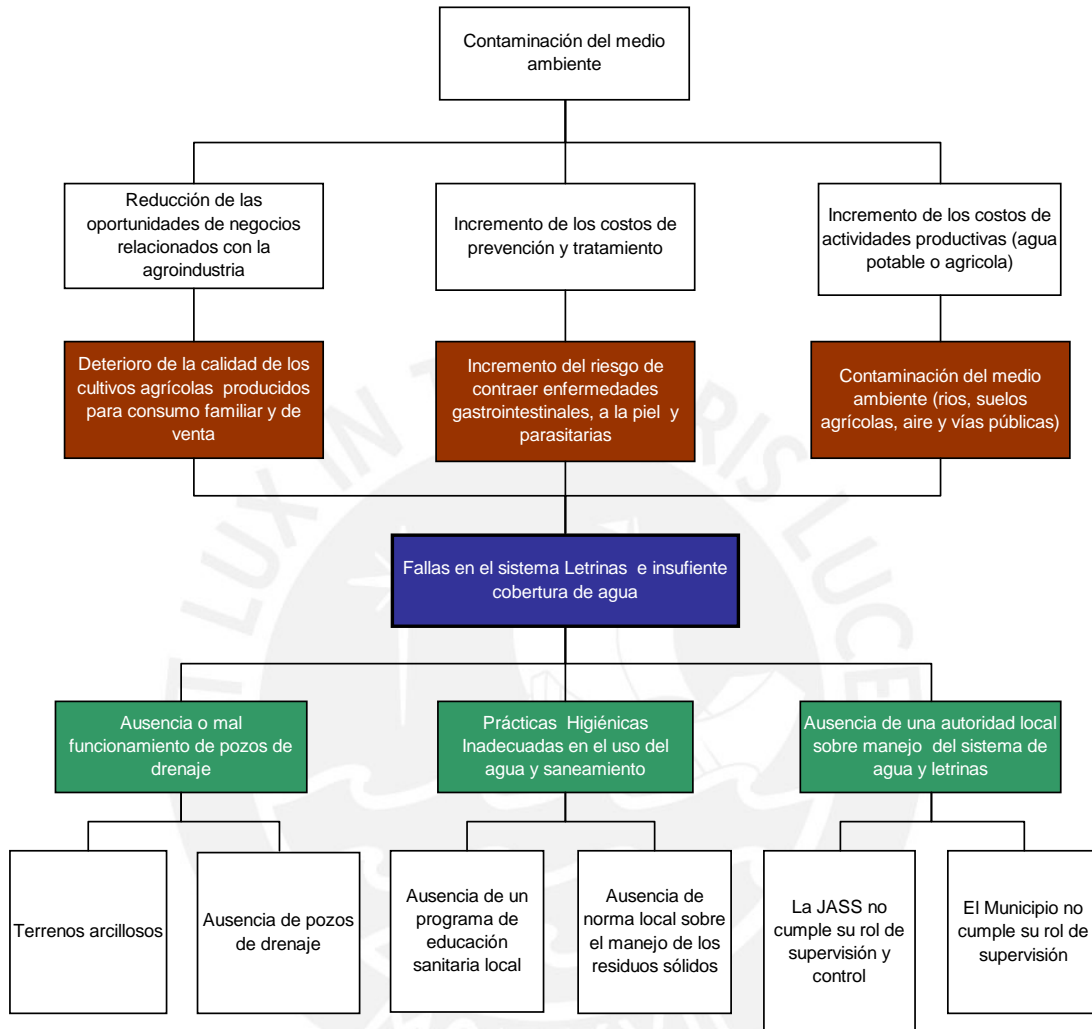 Contaminación del medio
ambiente
Reducción de las
oportunidades de negocios
relacionados con la
agroindustria
Incremento de los costos de
prevención y tratamiento
Incremento de los costos de
actividades productivas (agua
potable o agricola)
Deterioro de la calidad de los
cultivos agrícolas producidos
para consumo familiar y de
venta
Incremento del riesgo de
contraer enfermedades
gastrointestinales, a la piel y
parasitarias
Contaminación del medio
ambiente (rios, suelos
agrícolas, aire y vías públicas)
Fallas en el sistema Letrinas e insufiente
cobertura de agua
Ausencia o mal
funcionamiento de pozos de
drenaje
Prácticas Higiénicas
Inadecuadas en el uso del
agua y saneamiento
Ausencia de una autoridad local
sobre manejo del sistema de
agua y letrinas
Terrenos arcillosos
Ausencia de pozos
de drenaje
Ausencia de un
programa de
educación
sanitaria local
Ausencia de
norma local sobre
el manejo de los
residuos sólidos
La JASS no
cumple su rol de
supervisión y
control
El Municipio no
cumple su rol de
supervisión